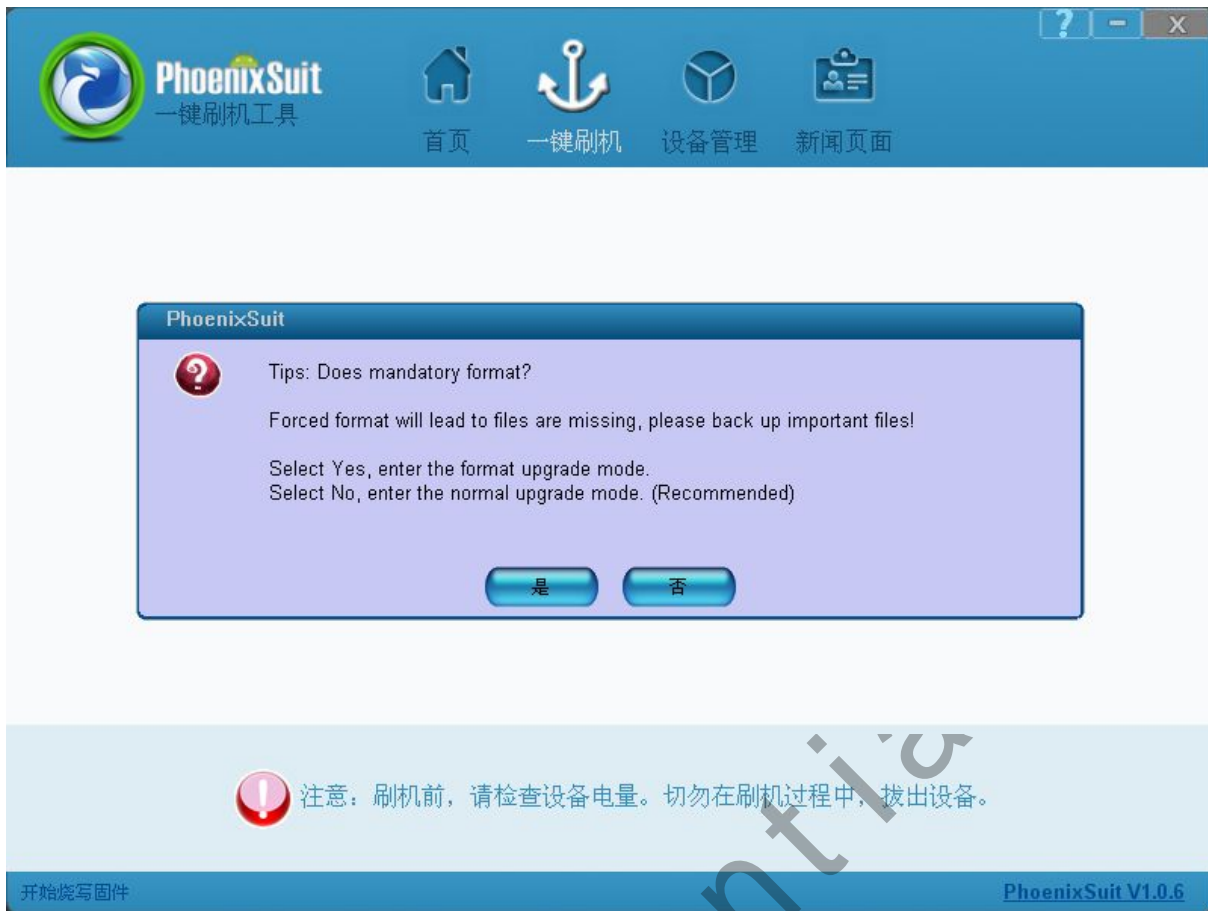 PhoenixSuit
一键刷机工具
首页
一键刷机
设备管理
新闻页面
? - X
PhoenixSuit
Tips: Does mandatory format?
Forced format will lead to files are missing, please back up important files!
Select Yes, enter the format upgrade mode.
Select No, enter the normal upgrade mode. (Recommended)
是
否
注意：刷机前，请检查设备电量。切勿在刷机过程中，拔出设备。
开始烧写固件
PhoenixSuit V1.0.6